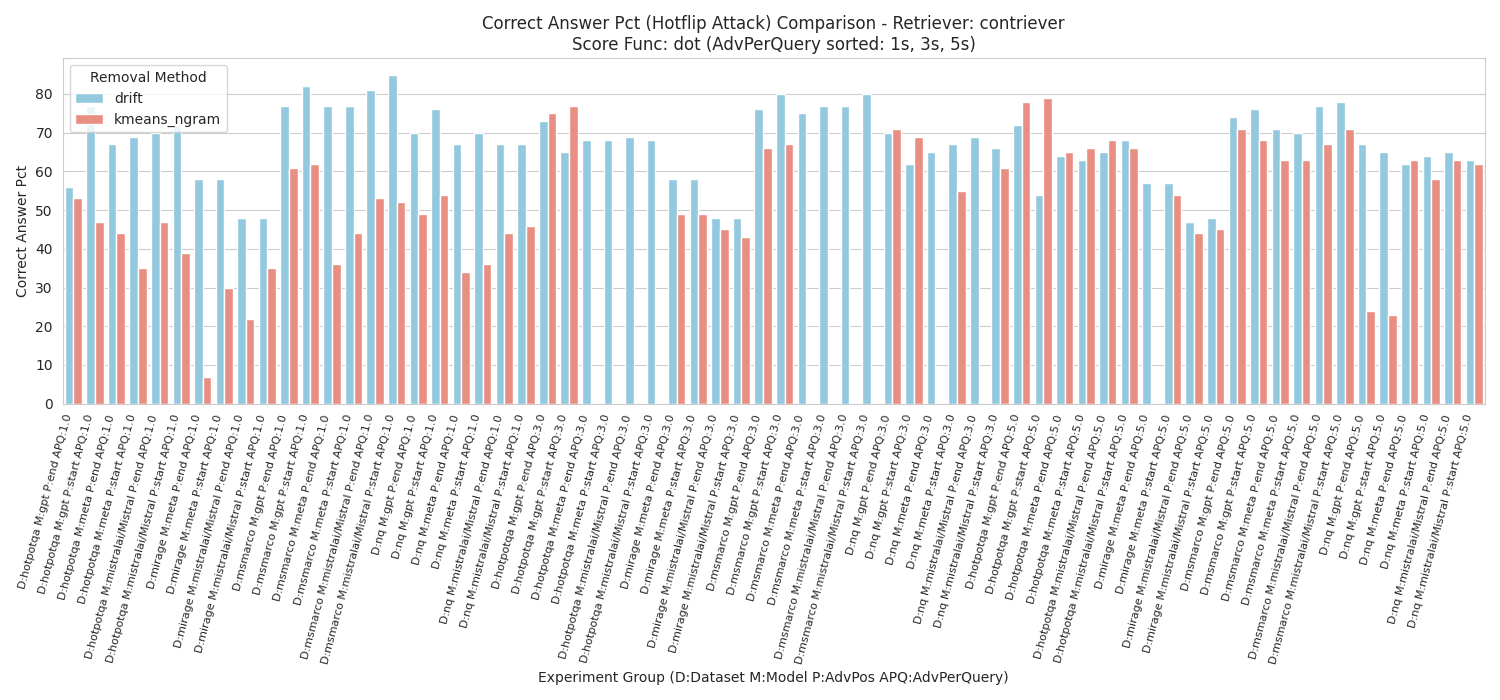 Correct Answer Pct (Hotflip Attack) Comparison - Retriever: contriever
Score Func: dot (AdvPerQuery sorted: 1s, 3s, 5s)
Removal Method
drift
kmeans_ngram
Correct Answer Pct
80
70
60
50
40
30
20
10
0
D:hotpotqa M:gpt P:end APQ:1.0
D:hotpotqa M:gpt P:start APQ:1.0
D:hotpotqa M:meta P:end APQ:1.0
D:hotpotqa M:meta P:start APQ:1.0
D:hotpotqa M:mistralai/Mistral P:end APQ:1.0
D:hotpotqa M:mistralai/Mistral P:start APQ:1.0
D:mirage M:meta P:end APQ:1.0
D:mirage M:meta P:start APQ:1.0
D:mirage M:mistralai/Mistral P:end APQ:1.0
D:mirage M:mistralai/Mistral P:start APQ:1.0
D:msmarco M:gpt P:end APQ:1.0
D:msmarco M:gpt P:start APQ:1.0
D:msmarco M:meta P:end APQ:1.0
D:msmarco M:meta P:start APQ:1.0
D:msmarco M:mistralai/Mistral P:end APQ:1.0
D:msmarco M:mistralai/Mistral P:start APQ:1.0
D:nq M:gpt P:end APQ:1.0
D:nq M:gpt P:start APQ:1.0
D:nq M:meta P:end APQ:1.0
D:nq M:meta P:start APQ:1.0
D:nq M:mistralai/Mistral P:end APQ:1.0
D:nq M:mistralai/Mistral P:start APQ:1.0
D:hotpotqa M:gpt P:end APQ:3.0
D:hotpotqa M:gpt P:start APQ:3.0
D:hotpotqa M:meta P:end APQ:3.0
D:hotpotqa M:meta P:start APQ:3.0
D:hotpotqa M:mistralai/Mistral P:end APQ:3.0
D:hotpotqa M:mistralai/Mistral P:start APQ:3.0
D:mirage M:meta P:end APQ:3.0
D:mirage M:meta P:start APQ:3.0
D:mirage M:mistralai/Mistral P:end APQ:3.0
D:mirage M:mistralai/Mistral P:start APQ:3.0
D:msmarco M:gpt P:end APQ:3.0
D:msmarco M:gpt P:start APQ:3.0
D:msmarco M:meta P:end APQ:3.0
D:msmarco M:meta P:start APQ:3.0
D:msmarco M:mistralai/Mistral P:end APQ:3.0
D:msmarco M:mistralai/Mistral P:start APQ:3.0
D:nq M:gpt P:end APQ:3.0
D:nq M:gpt P:start APQ:3.0
D:nq M:meta P:end APQ:3.0
D:nq M:meta P:start APQ:3.0
D:nq M:mistralai/Mistral P:end APQ:3.0
D:nq M:mistralai/Mistral P:start APQ:3.0
D:hotpotqa M:gpt P:end APQ:5.0
D:hotpotqa M:gpt P:start APQ:5.0
D:hotpotqa M:meta P:end APQ:5.0
D:hotpotqa M:meta P:start APQ:5.0
D:hotpotqa M:mistralai/Mistral P:end APQ:5.0
D:hotpotqa M:mistralai/Mistral P:start APQ:5.0
D:mirage M:meta P:end APQ:5.0
D:mirage M:meta P:start APQ:5.0
D:mirage M:mistralai/Mistral P:end APQ:5.0
D:mirage M:mistralai/Mistral P:start APQ:5.0
D:msmarco M:gpt P:end APQ:5.0
D:msmarco M:gpt P:start APQ:5.0
D:msmarco M:meta P:end APQ:5.0
D:msmarco M:meta P:start APQ:5.0
D:msmarco M:mistralai/Mistral P:end APQ:5.0
D:msmarco M:mistralai/Mistral P:start APQ:5.0
D:nq M:gpt P:end APQ:5.0
D:nq M:gpt P:start APQ:5.0
D:nq M:meta P:end APQ:5.0
D:nq M:meta P:start APQ:5.0
D:nq M:mistralai/Mistral P:end APQ:5.0
D:nq M:mistralai/Mistral P:start APQ:5.0
Experiment Group (D:Dataset M:Model P:AdvPos APQ:AdvPerQuery)